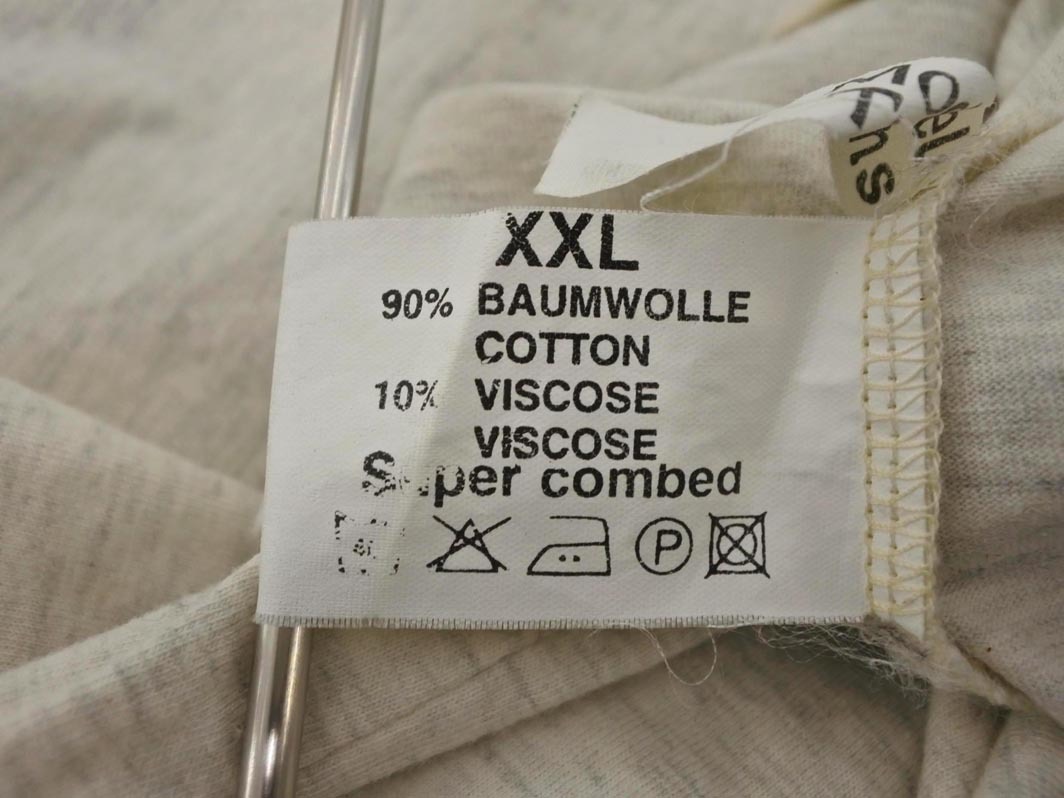 XXL
90% BAUMWOLLE
COTTON
10% VISCOSE
VISCOSE
Super combed
P